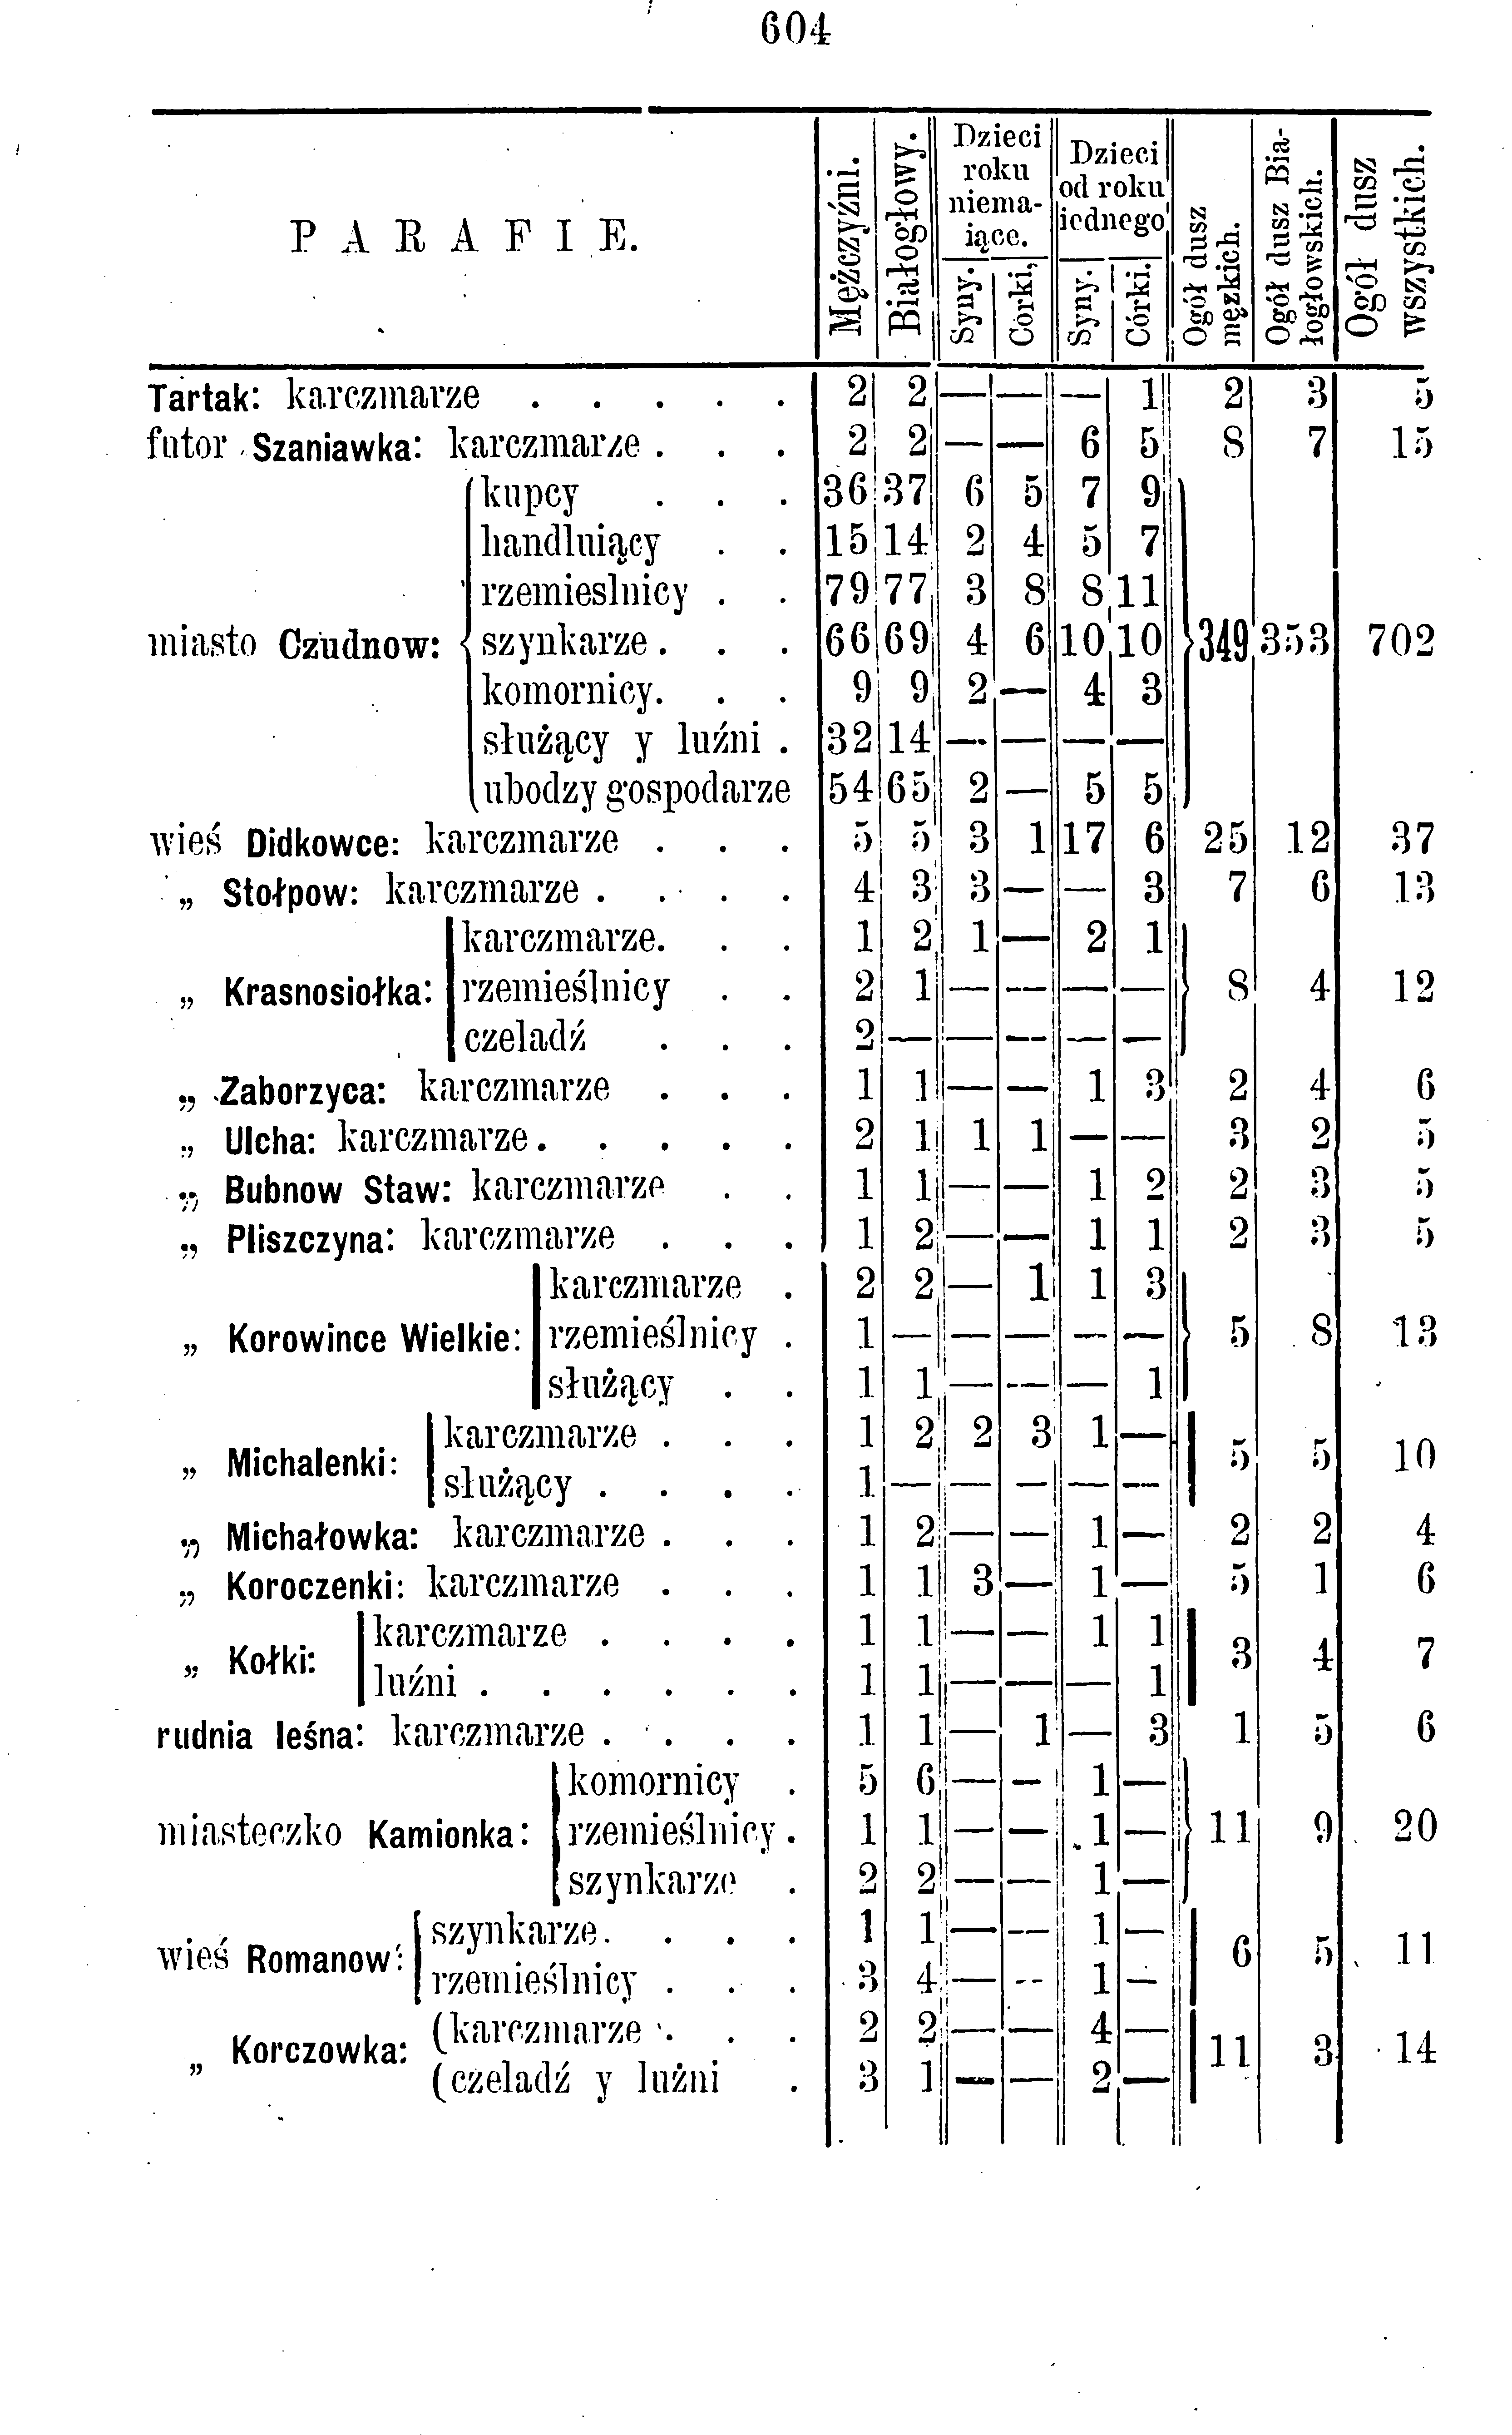 604
PARAFIE.
Mężczyźni.
Białogłowy.
Dzieci roku niemaiące.
Syny.
Córki,
Dzieci od roku iednego
Syny.
Córki.
Ogół dusz męzkich.
Ogół dusz Białogłowskich.
Ogół dusz wszystkich.
Tartak: karczmarze . . . . . 2 2 — — — 1 2 3 5
futor Szaniawka: karczmarze . . . 2 2 — — 6 5 8 7 15
kupcy . . . 36 37 6 5 7 9
handluiący . . 15 14 2 4 5 7
rzemieslnicy . . 79 77 3 8 8 11
miasto Czudnow: szynkarze . . . 66 69 4 6 10 10 349 353 702
komornicy. . . 9 9 2 — 4 3
służący y luźni . 32 14 — — — —
ubodzy gospodarze 54 65 2 — 5 5
wieś Didkowce: karczmarze . . . 5 5 3 1 17 6 25 12 37
„ Stołpow: karczmarze . . . . 4 3 3 — — 3 7 6 13
karczmarze. . . 1 2 1 — 2 1
„ Krasnosiołka: rzemieślnicy . . 2 1 — — — — 8 4 12
czeladź . . . 2 — — — — —
„ Zaborzyca: karczmarze . . . 1 1 — — 1 3 2 4 6
„ Ulcha: karczmarze . . . . . 2 1 1 1 — — 3 2 5
„ Bubnow Staw: karczmarze . . 1 1 — — 1 2 2 3 5
„ Pliszczyna: karczmarze . . . 1 2 — — 1 1 2 3 5
karczmarze . 2 2 — 1 1 3
„ Korowince Wielkie: rzemieślnicy . 1 — — — — — 5 8 13
służący . . 1 1 — — — 1
karczmarze . . . 1 2 2 3 1 —
„ Michalenki: 5 5 10
służący . . . . 1 — — — — —
„ Michałowka: karczmarze . . . 1 2 — — 1 — 2 2 4
„ Koroczenki: karczmarze . . . 1 1 3 — 1 — 5 1 6
karczmarze . . . . 1 1 — — 1 1
„ Kołki: 3 4 7
luźni . . . . . . 1 1 — — — 1
rudnia leśna: karczmarze . . . . 1 1 — 1 — 3 1 5 6
komornicy . 5 6 — — 1 —
miasteczko Kamionka: rzemieślnicy . 1 1 — — 1 — 11 9 20
szynkarze . 2 2 — — 1 —
szynkarze. . . . 1 1 — — 1 —
wieś Romanow: 6 5 11
rzemieślnicy . . . 3 4 — — 1 —
(karczmarze . . . 2 2 — — 4 —
„ Korczowka: 11 3 14
(czeladź y luźni . 3 1 — — 2 —